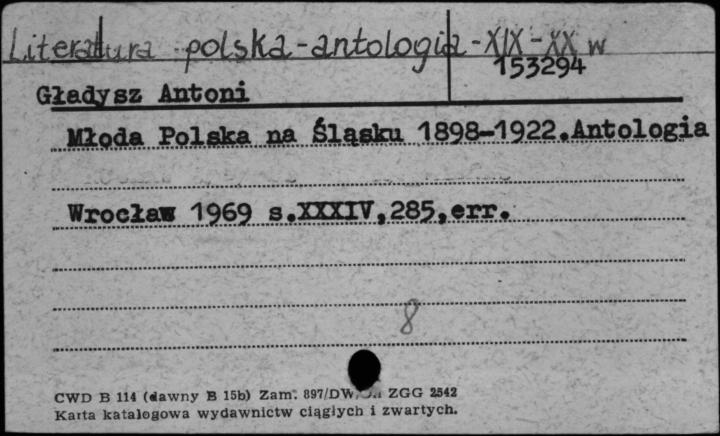 Literatura polska-antologia-XIX-XX w
153294
Gładysz Antoni
Młoda Polska na Śląsku 1898-1922.Antologia
Wrocław 1969 s.XXXIV,285,err.
8
CWD B 114 (dawny B 15b) Zam. 897/DW ZGG 2542
Karta katalogowa wydawnictw ciągłych i zwartych.